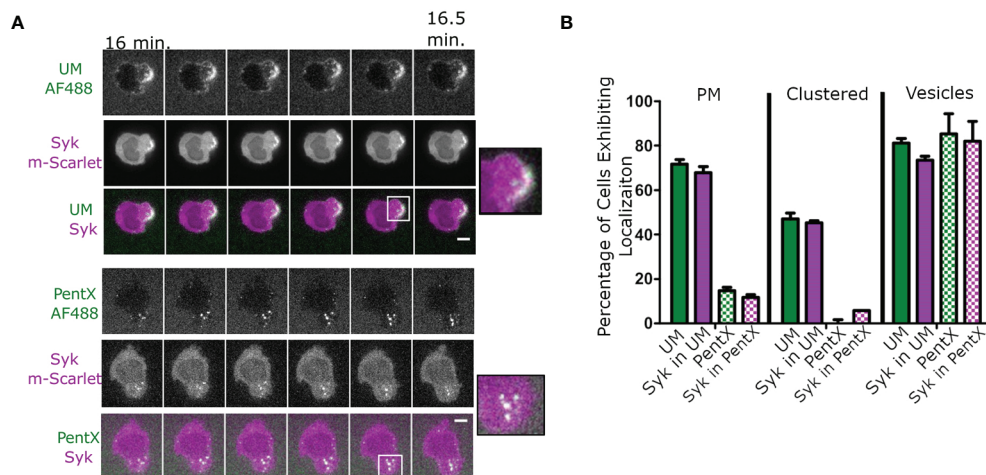 A
16 min.
16.5
min.
UM
AF488
Syk
m-Scarlet
UM
Syk
PentX
AF488
Syk
m-Scarlet
PentX
Syk
B
PM
Clustered
Vesicles
Percentage of Cells Exhibiting
Localizaiton
100
80
60
40
20
0
UM
Syk in UM
PentX
Syk in PentX
UM
Syk in UM
PentX
Syk in PentX
UM
Syk in UM
PentX
Syk in PentX